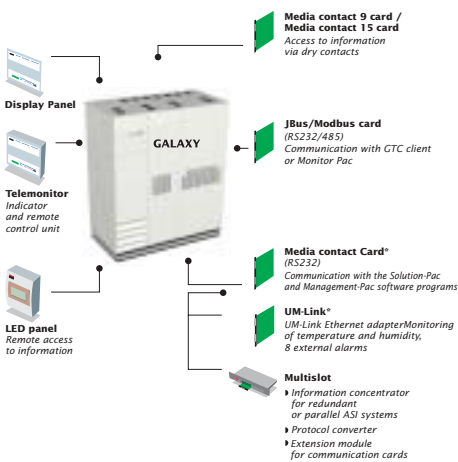 Media contact 9 card /
Media contact 15 card
Access to information
via dry contacts
Display Panel
GALAXY
JBus/Modbus card
(RS232/485)
Communication with GTC client
or Monitor Pac
Telemonitor
Indicator
and remote
control unit
Media contact Card*
(RS232)
Communication with the Solution-Pac
and Management-Pac software programs
LED panel
Remote access
to information
UM-Link*
UM-Link Ethernet adapterMonitoring
of temperature and humidity,
8 external alarms
Multislot
Information concentrator
for redundant
or parallel ASI systems
Protocol converter
Extension module
for communication cards